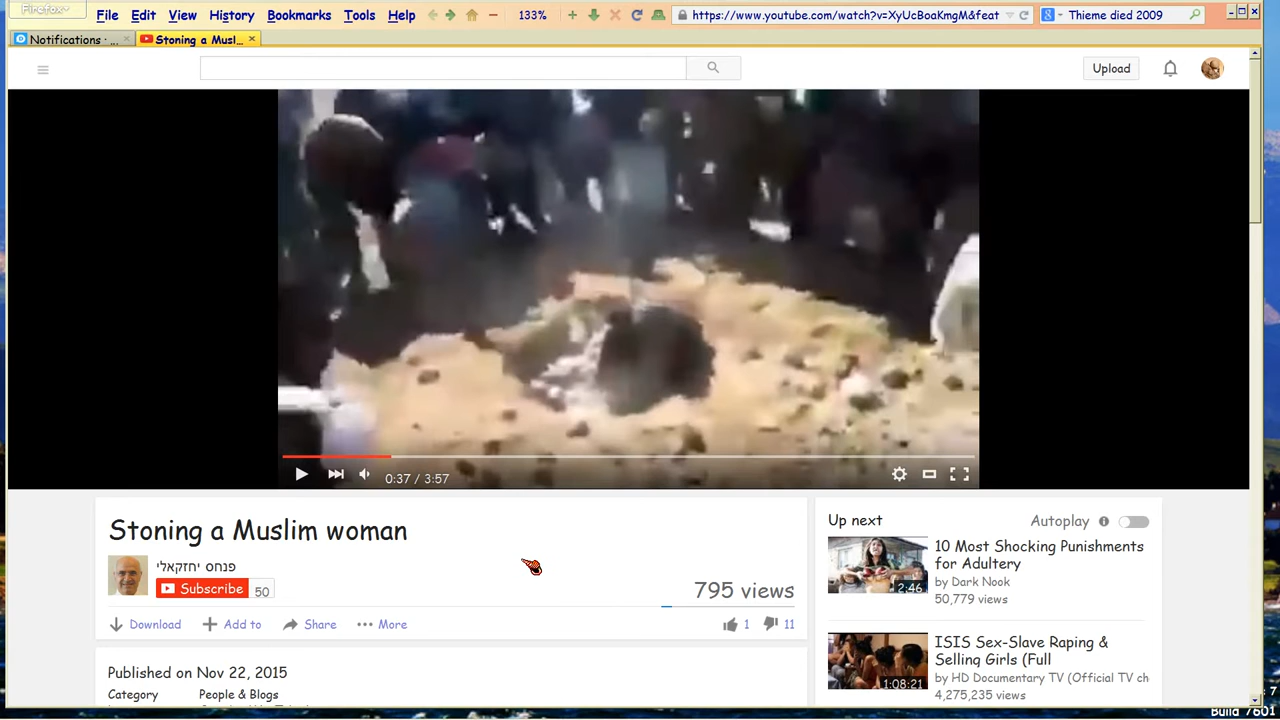 Firefox
File Edit View History Bookmarks Tools Help
133%
https://www.youtube.com/watch?v=XyUcBoaKmgM&feat
Thieme died 2009
Notifications · ...
Stoning a Musl...
Upload
0:37 / 3:57
Stoning a Muslim woman
פנחס יחזקאלי
Subscribe 50
795 views
Download Add to Share More
1 11
Published on Nov 22, 2015
Category People & Blogs
Up next
Autoplay
10 Most Shocking Punishments
for Adultery
by Dark Nook
50,779 views
2:46
ISIS Sex-Slave Raping &
Selling Girls (Full
by HD Documentary TV (Official TV ch
4,275,235 views
1:08:21
: 7
Build 7601